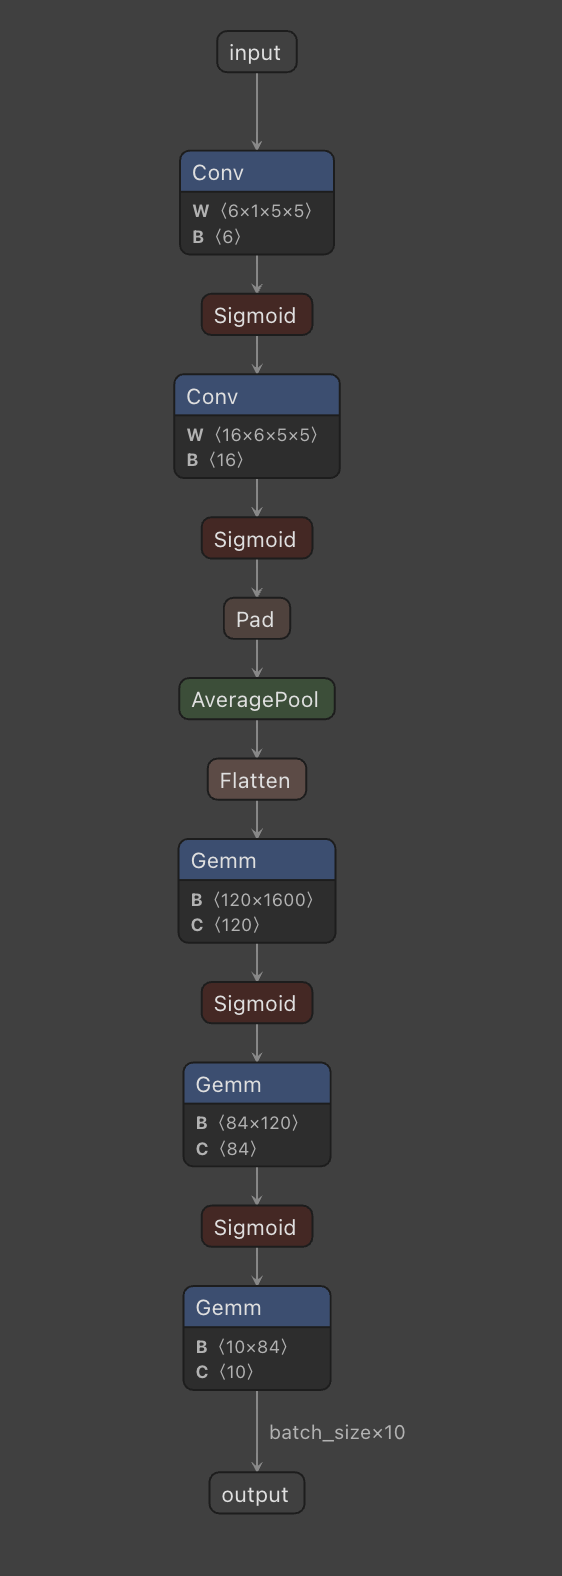 input
Conv
W ⟨6×1×5×5⟩
B ⟨6⟩
Sigmoid
Conv
W ⟨16×6×5×5⟩
B ⟨16⟩
Sigmoid
Pad
AveragePool
Flatten
Gemm
B ⟨120×1600⟩
C ⟨120⟩
Sigmoid
Gemm
B ⟨84×120⟩
C ⟨84⟩
Sigmoid
Gemm
B ⟨10×84⟩
C ⟨10⟩
batch_size×10
output